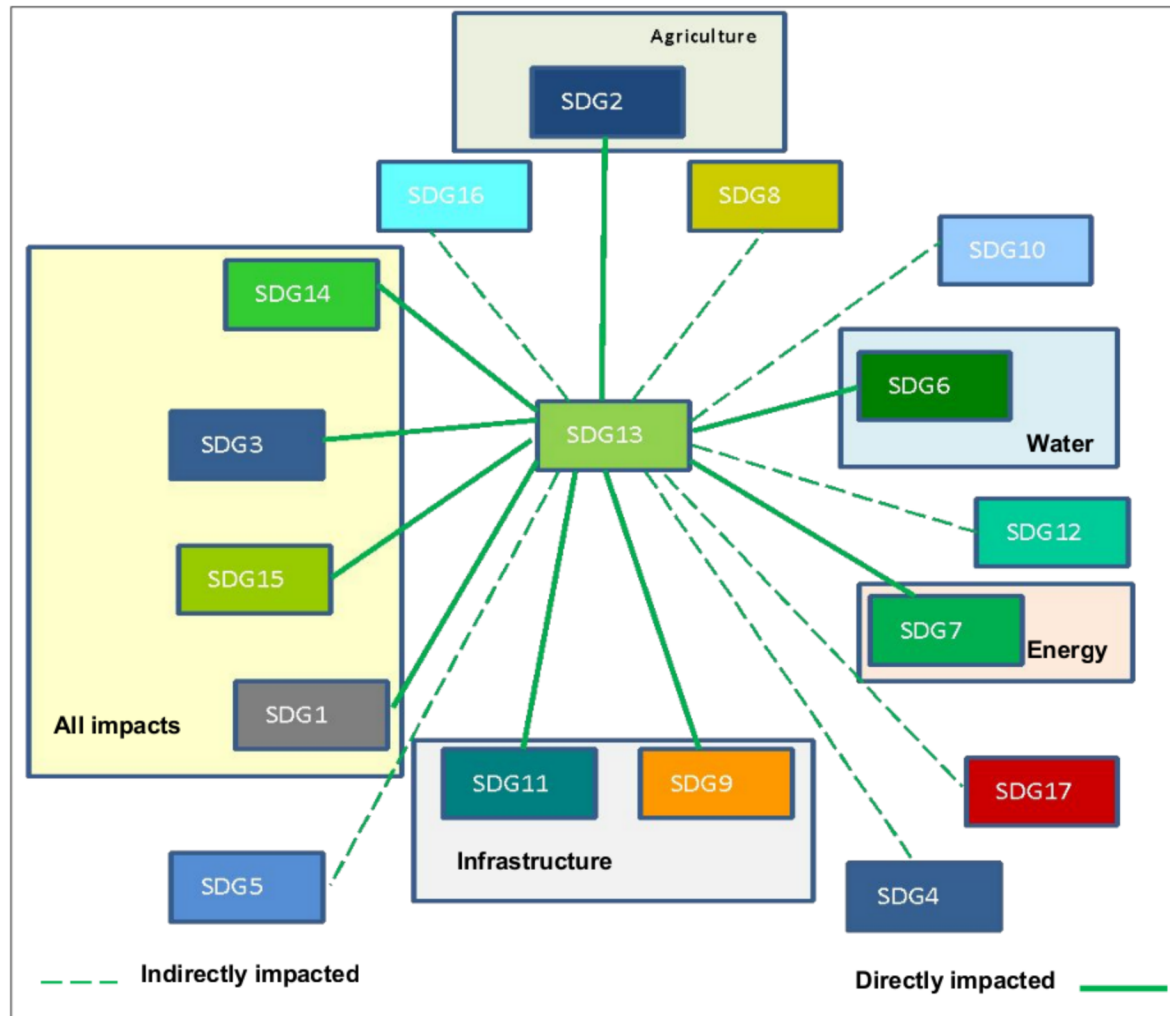 Agriculture
SDG2
SDG16
SDG8
SDG10
SDG14
SDG6
SDG3
SDG13
Water
SDG12
SDG15
SDG7
Energy
SDG1
All impacts
SDG11
SDG9
SDG17
Infrastructure
SDG5
SDG4
Indirectly impacted
Directly impacted